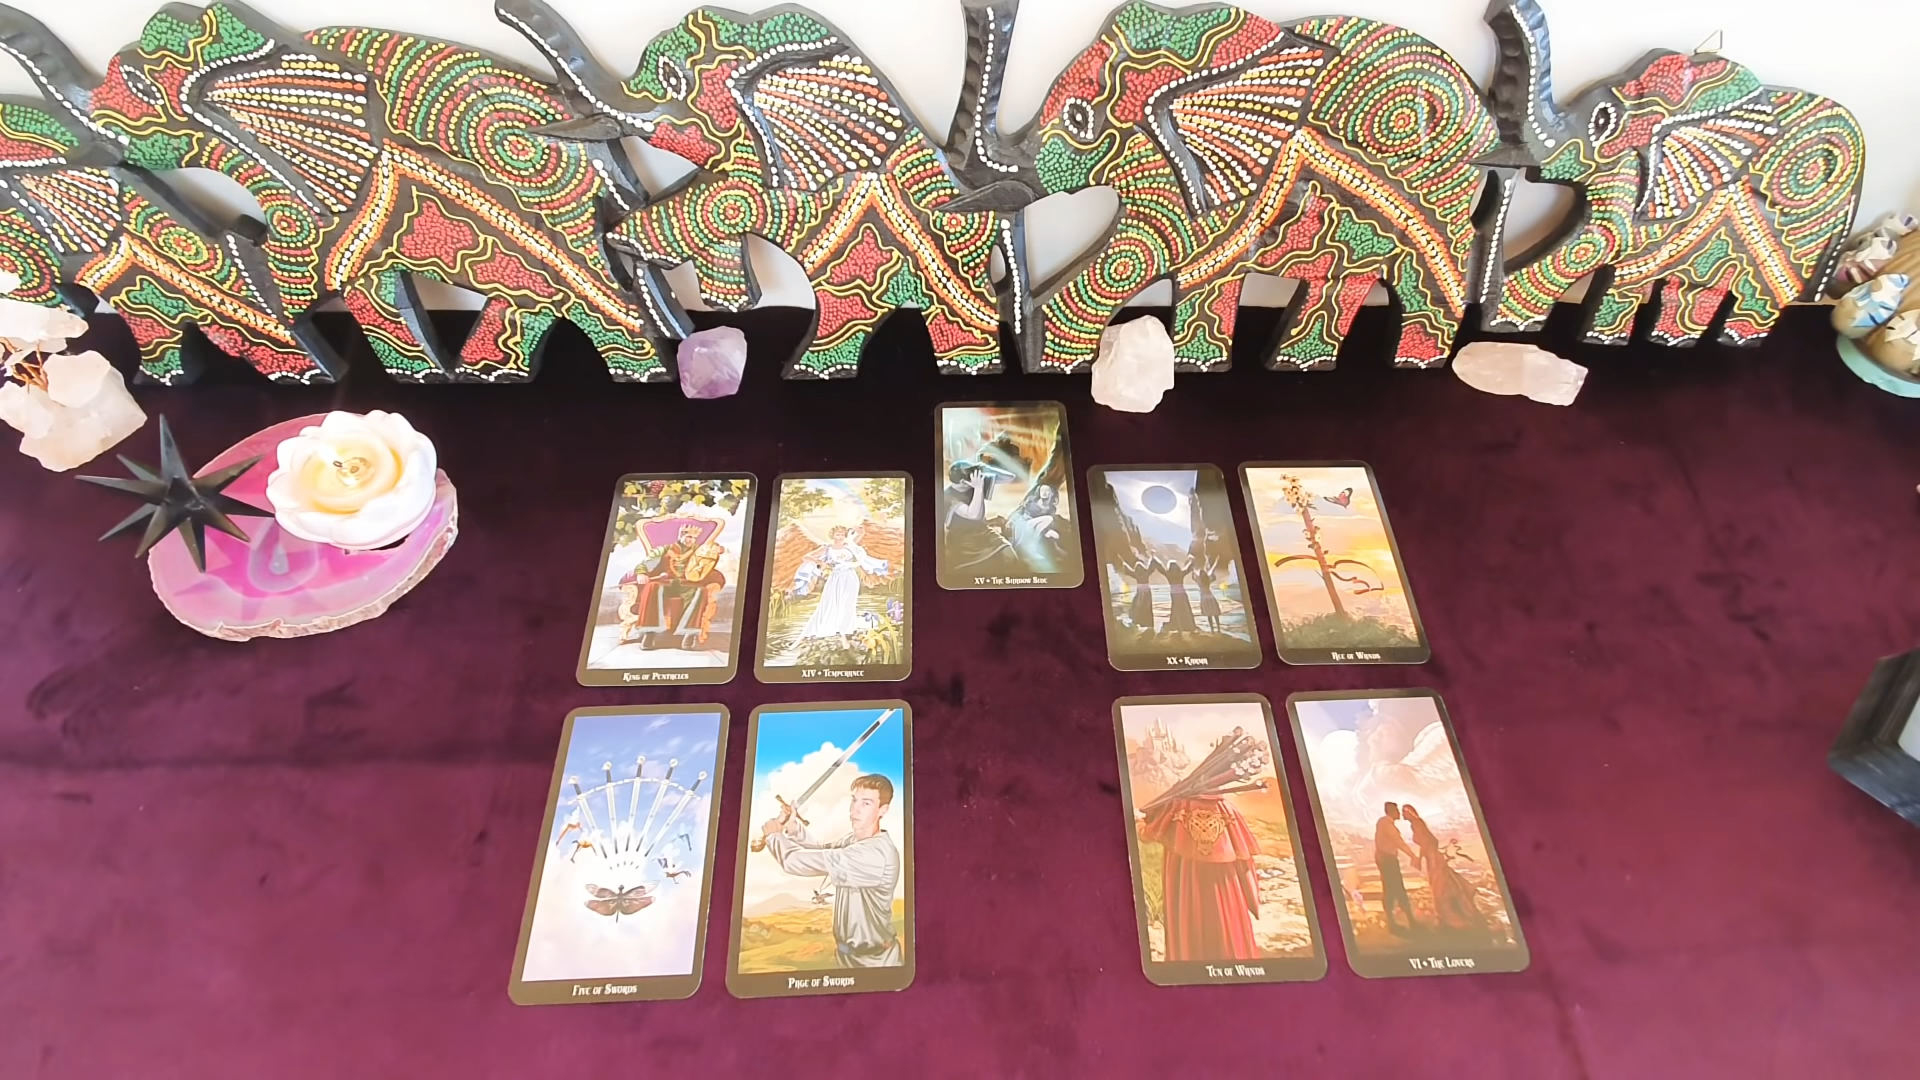 XV • The Shadow Side
King of Pentacles
XIV • Temperance
XX • Karma
Ace of Wands
Five of Swords
Page of Swords
Ten of Wands
VI • The Lovers